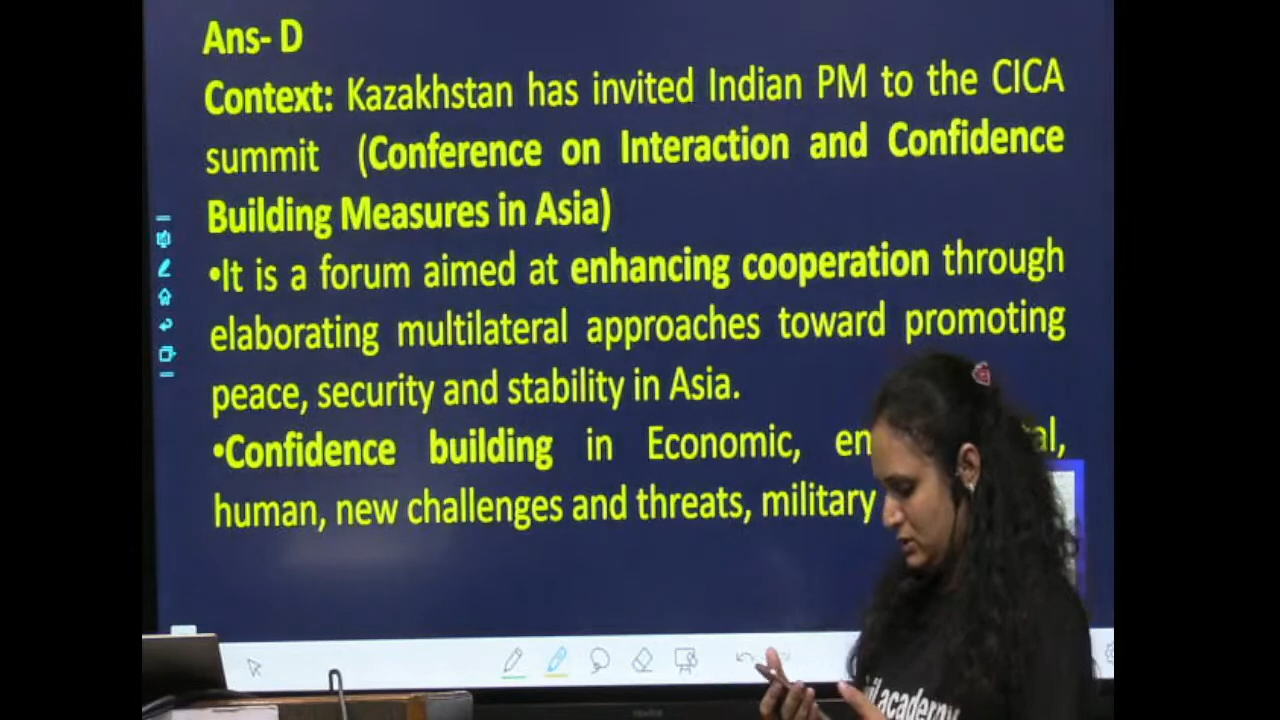 Ans- D
Context: Kazakhstan has invited Indian PM to the CICA
summit (Conference on Interaction and Confidence
Building Measures in Asia)
•It is a forum aimed at enhancing cooperation through
elaborating multilateral approaches toward promoting
peace, security and stability in Asia.
•Confidence building in Economic,
human, new challenges and threats, military
academy